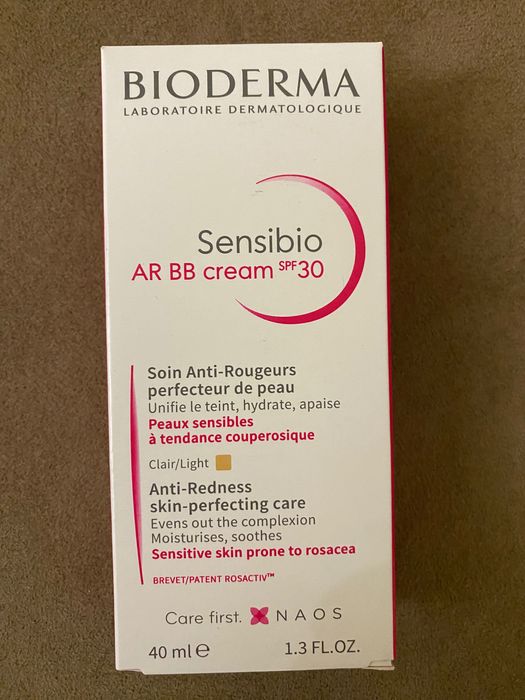 BIODERMA
LABORATOIRE DERMATOLOGIQUE
Sensibio
AR BB cream SPF30
Soin Anti-Rougeurs
perfecteur de peau
Unifie le teint, hydrate, apaise
Peaux sensibles
à tendance couperosique
Clair/Light
Anti-Redness
skin-perfecting care
Evens out the complexion
Moisturises, soothes
Sensitive skin prone to rosacea
BREVET/PATENT ROSACTIV™
Care first. NAOS
40 ml ℮ 1.3 FL.OZ.